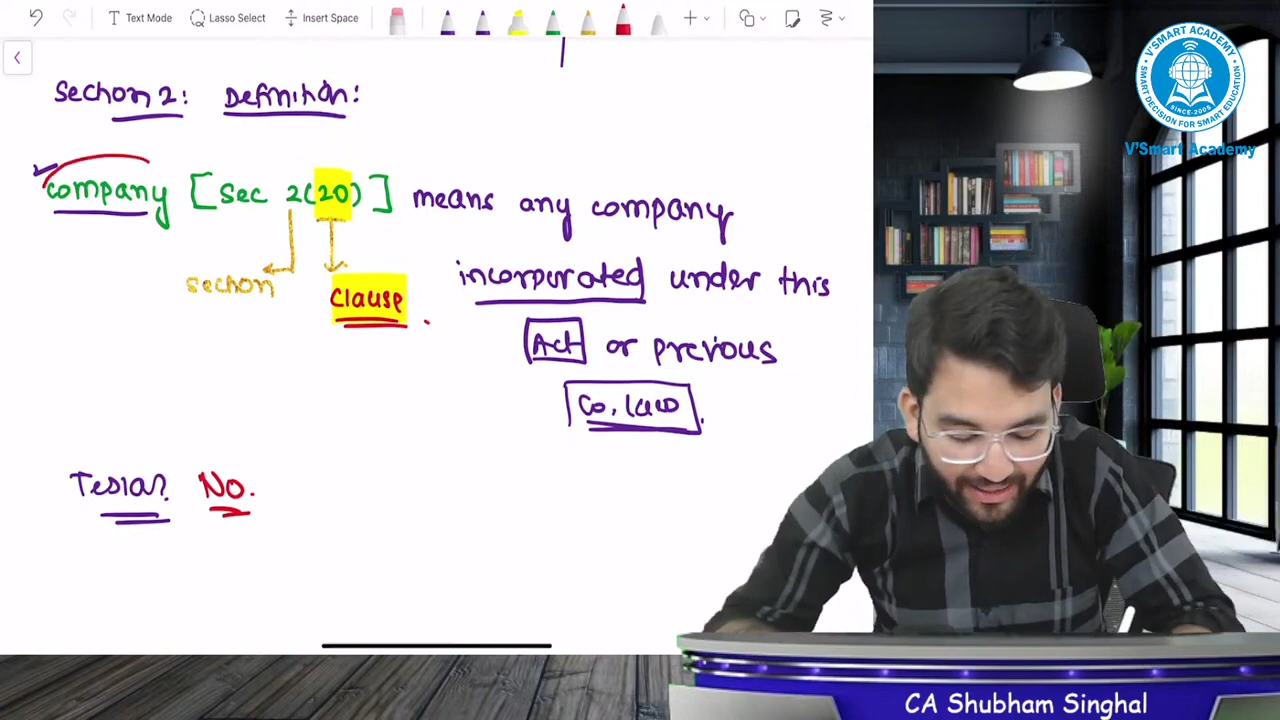 Text Mode Lasso Select Insert Space
Section 2: Definition:
company [Sec 2(20)] means any company
incorporated under this
Act or previous
Co. Law.
section
Clause.
Tesla? No.
V'SMART ACADEMY
SMART DECISION FOR SMART EDUCATION
SINCE-2005
V'Smart Academy
CA Shubham Singhal